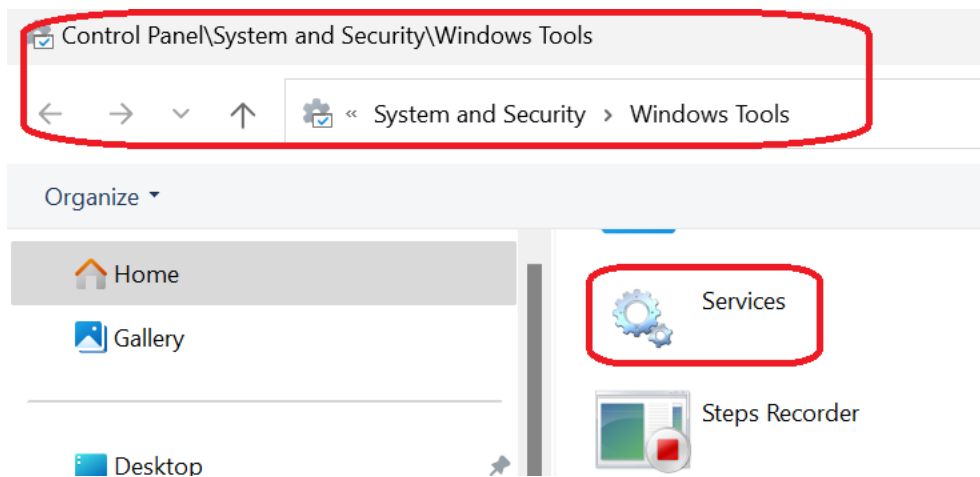 Control Panel\System and Security\Windows Tools
« System and Security > Windows Tools
Organize
Home
Services
Gallery
Steps Recorder
Desktop